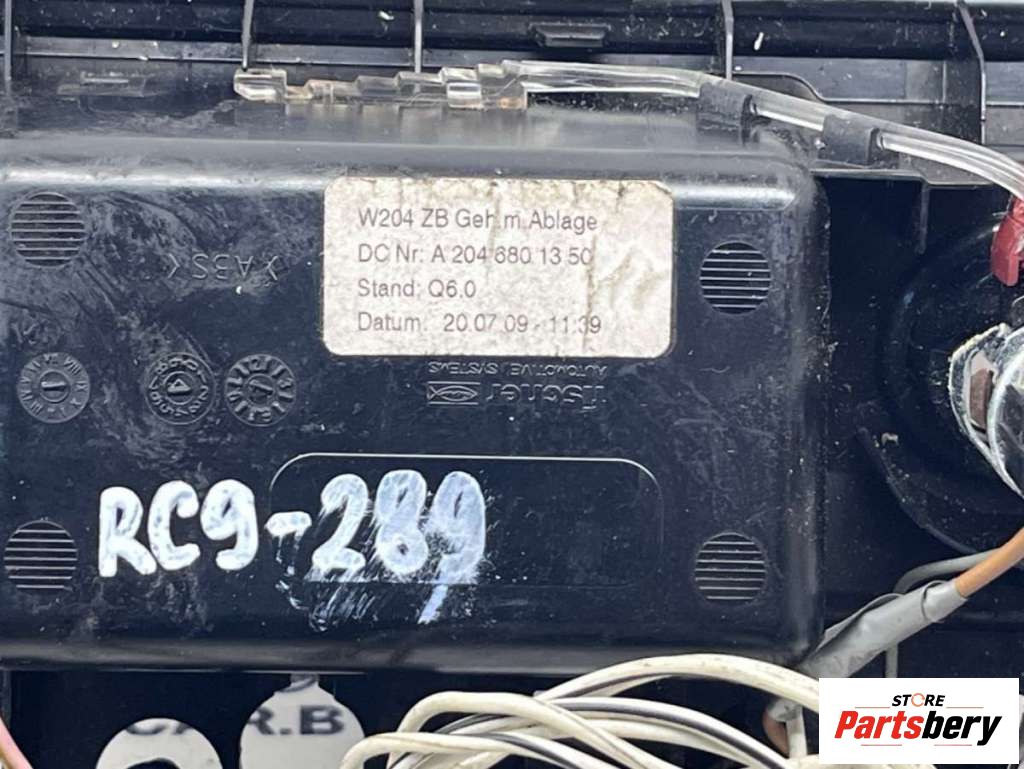 W204 ZB Geh.m.Ablage
DC Nr: A 204 680 13 50
Stand: Q6.0
Datum: 20.07.09 - 11:39
fischer
AUTOMOTIVE SYSTEMS
RC9-289
R.B
STORE
Partsbery